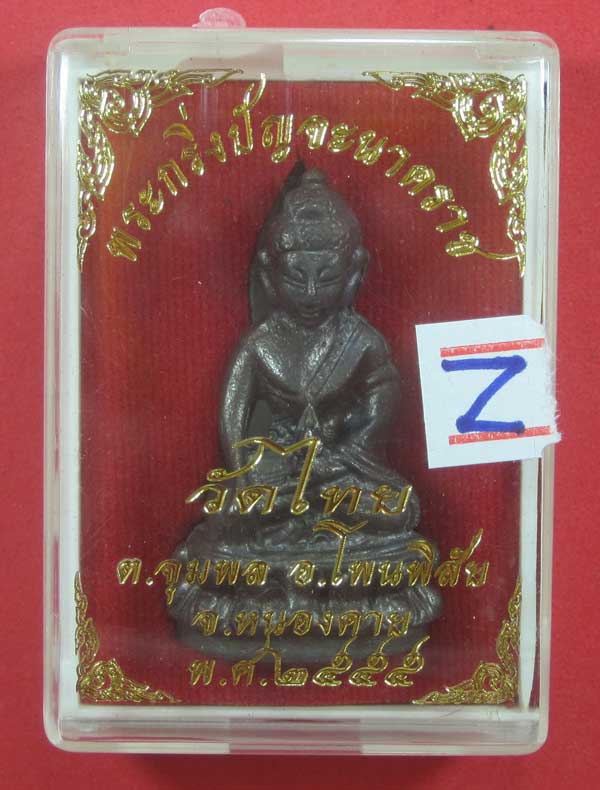 พระกริ่งปัญจะนาคราช
Z
วัดไทย
ต.จุมพล อ.โพนพิสัย
จ.หนองคาย
พ.ศ.๒๕๕๕